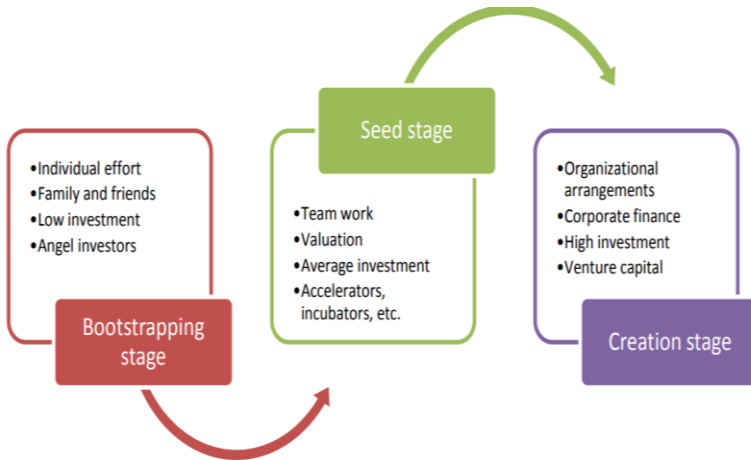 •Individual effort
•Family and friends
•Low investment
•Angel investors
Bootstrapping
stage
Seed stage
•Team work
•Valuation
•Average investment
•Accelerators,
incubators, etc.
•Organizational
arrangements
•Corporate finance
•High investment
•Venture capital
Creation stage